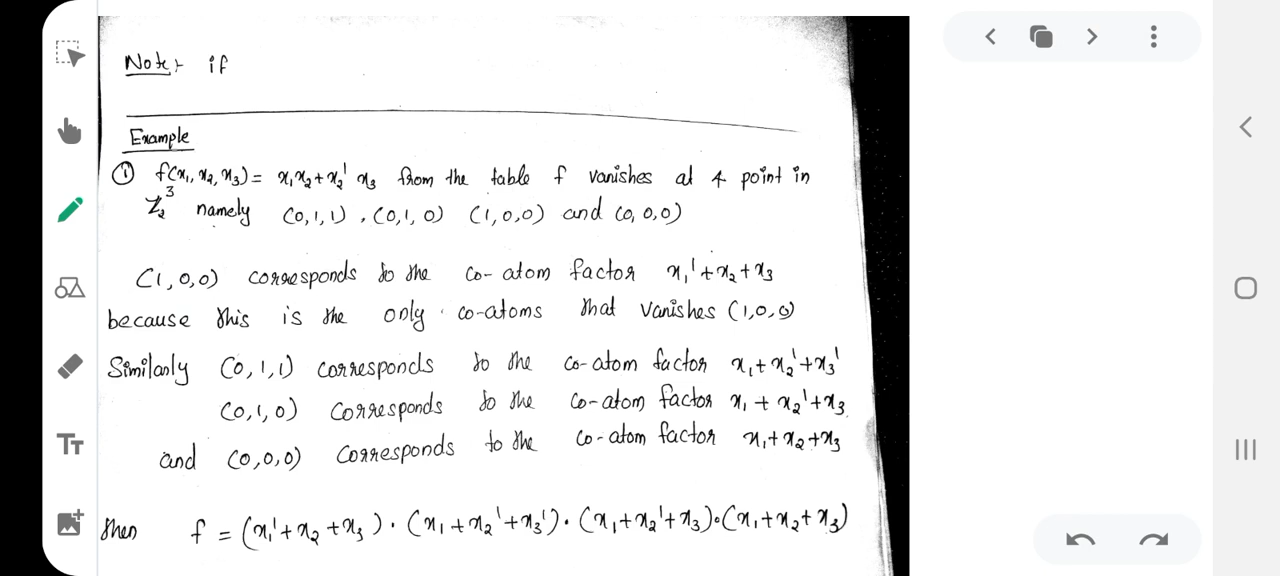 Note :- if
Example
① f(x₁, x₂, x₃) = x₁x₂ + x₂' x₃ from the table f vanishes at 4 point in
Z₂³ namely (0,1,1), (0,1,0) (1,0,0) and (0,0,0)
(1,0,0) corresponds to the co-atom factor x₁' + x₂ + x₃
because this is the only co-atoms that vanishes (1,0,0)
Similarly (0,1,1) corresponds to the co-atom factor x₁ + x₂' + x₃'
(0,1,0) corresponds to the co-atom factor x₁ + x₂' + x₃
and (0,0,0) corresponds to the co-atom factor x₁ + x₂ + x₃
then f = (x₁' + x₂ + x₃) · (x₁ + x₂' + x₃') · (x₁ + x₂' + x₃) · (x₁ + x₂ + x₃)
TT